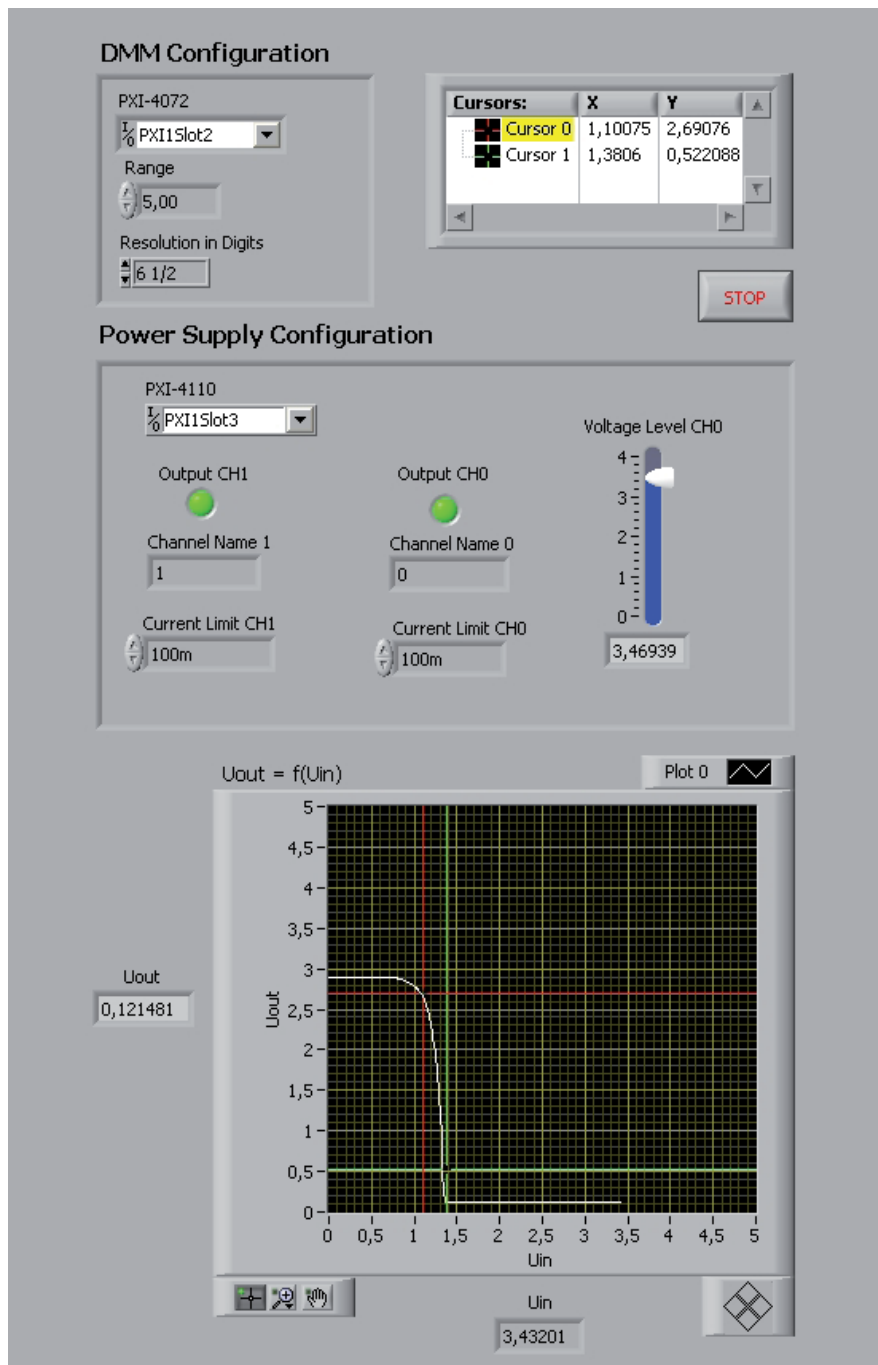 DMM Configuration
PXI-4072
I/O PXI1Slot2
Range
5,00
Resolution in Digits
6 1/2
Cursors: X Y
Cursor 0 1,10075 2,69076
Cursor 1 1,3806 0,522088
STOP
Power Supply Configuration
PXI-4110
I/O PXI1Slot3
Voltage Level CH0
4
3
2
1
0
3,46939
Output CH1
Output CH0
Channel Name 1
1
Channel Name 0
0
Current Limit CH1
100m
Current Limit CH0
100m
Uout = f(Uin)
Plot 0
5
4,5
4
3,5
3
2,5
2
1,5
1
0,5
0
Uout
Uout
0,121481
0 0,5 1 1,5 2 2,5 3 3,5 4 4,5 5
Uin
Uin
3,43201